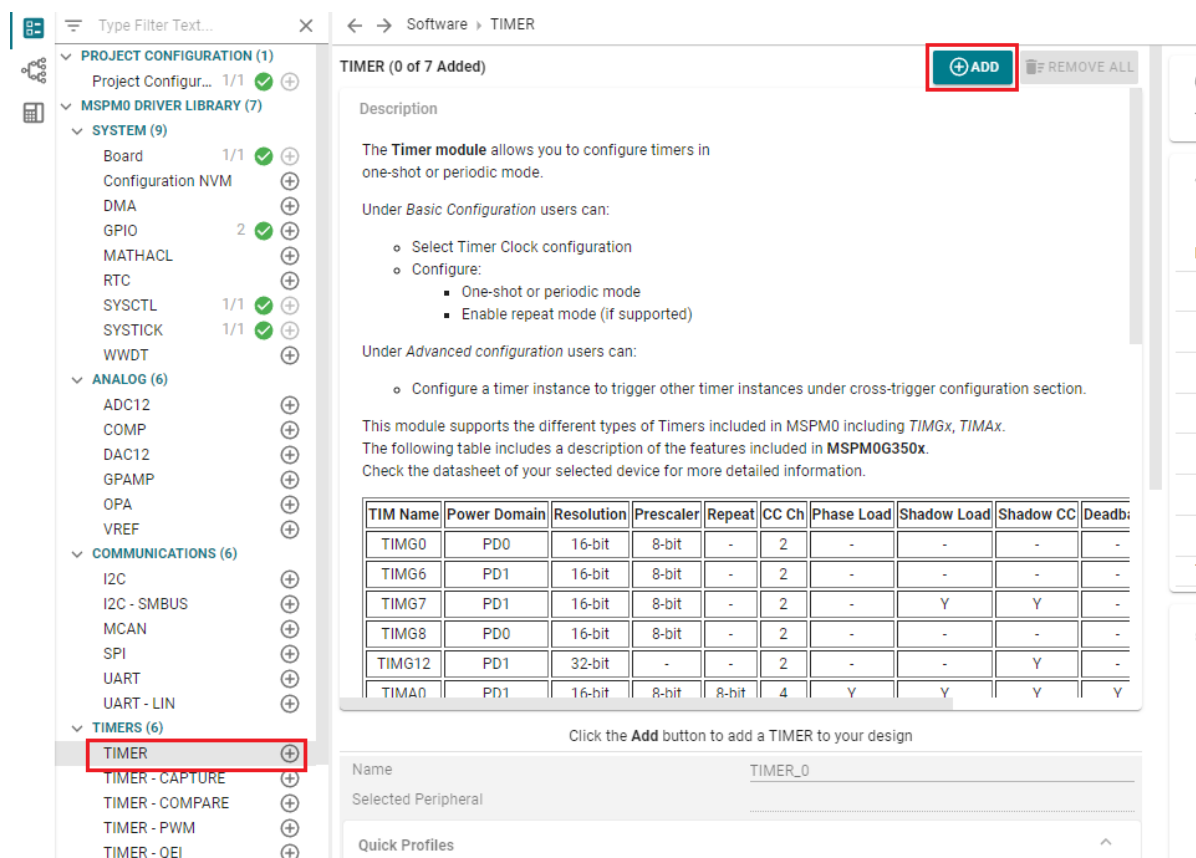 Type Filter Text...
Software › TIMER
PROJECT CONFIGURATION (1)
Project Configur... 1/1
MSPM0 DRIVER LIBRARY (7)
SYSTEM (9)
Board 1/1
Configuration NVM
DMA
GPIO 2
MATHACL
RTC
SYSCTL 1/1
SYSTICK 1/1
WWDT
ANALOG (6)
ADC12
COMP
DAC12
GPAMP
OPA
VREF
COMMUNICATIONS (6)
I2C
I2C - SMBUS
MCAN
SPI
UART
UART - LIN
TIMERS (6)
TIMER
TIMER - CAPTURE
TIMER - COMPARE
TIMER - PWM
TIMER - QEI
TIMER (0 of 7 Added)
ADD
REMOVE ALL
Description
The Timer module allows you to configure timers in
one-shot or periodic mode.
Under Basic Configuration users can:
Select Timer Clock configuration
Configure:
One-shot or periodic mode
Enable repeat mode (if supported)
Under Advanced configuration users can:
Configure a timer instance to trigger other timer instances under cross-trigger configuration section.
This module supports the different types of Timers included in MSPM0 including TIMGx, TIMAx.
The following table includes a description of the features included in MSPM0G350x.
Check the datasheet of your selected device for more detailed information.
TIM Name Power Domain Resolution Prescaler Repeat CC Ch Phase Load Shadow Load Shadow CC
TIMG0 PD0 16-bit 8-bit - 2 - - - -
TIMG6 PD1 16-bit 8-bit - 2 - - - -
TIMG7 PD1 16-bit 8-bit - 2 - Y Y -
TIMG8 PD0 16-bit 8-bit - 2 - - - -
TIMG12 PD1 32-bit - - 2 - - Y -
TIMA0 PD1 16-bit 8-bit 8-bit 4 Y Y Y Y
Click the Add button to add a TIMER to your design
Name TIMER_0
Selected Peripheral
Quick Profiles